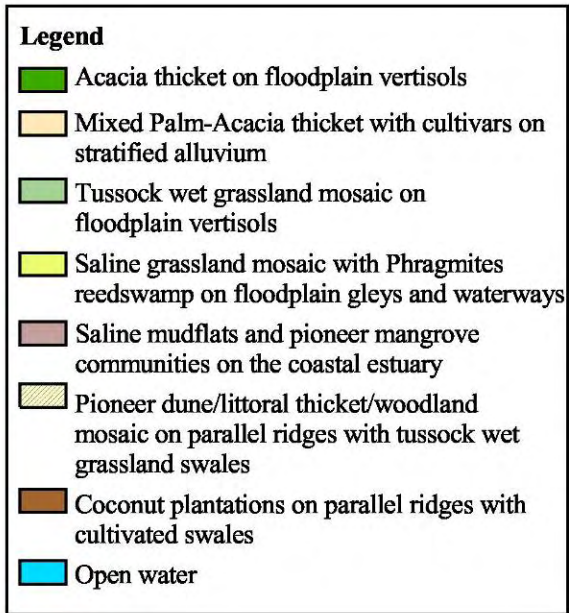 Legend
Acacia thicket on floodplain vertisols
Mixed Palm-Acacia thicket with cultivars on
stratified alluvium
Tussock wet grassland mosaic on
floodplain vertisols
Saline grassland mosaic with Phragmites
reedswamp on floodplain gleys and waterways
Saline mudflats and pioneer mangrove
communities on the coastal estuary
Pioneer dune/littoral thicket/woodland
mosaic on parallel ridges with tussock wet
grassland swales
Coconut plantations on parallel ridges with
cultivated swales
Open water